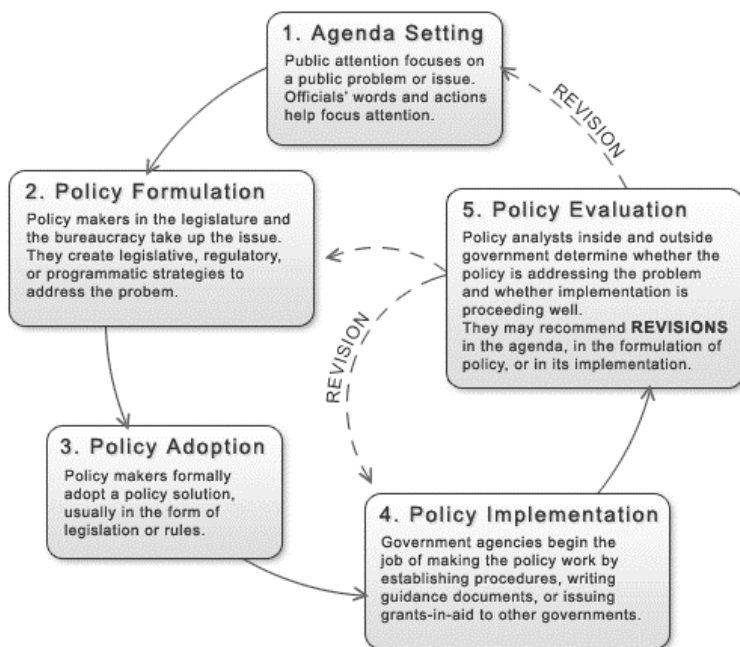 1. Agenda Setting
Public attention focuses on
a public problem or issue.
Officials' words and actions
help focus attention.
REVISION
2. Policy Formulation
Policy makers in the legislature and
the bureaucracy take up the issue.
They create legislative, regulatory,
or programmatic strategies to
address the probem.
5. Policy Evaluation
Policy analysts inside and outside
government determine whether the
policy is addressing the problem
and whether implementation is
proceeding well.
They may recommend REVISIONS
in the agenda, in the formulation of
policy, or in its implementation.
REVISION
3. Policy Adoption
Policy makers formally
adopt a policy solution,
usually in the form of
legislation or rules.
4. Policy Implementation
Government agencies begin the
job of making the policy work by
establishing procedures, writing
guidance documents, or issuing
grants-in-aid to other governments.